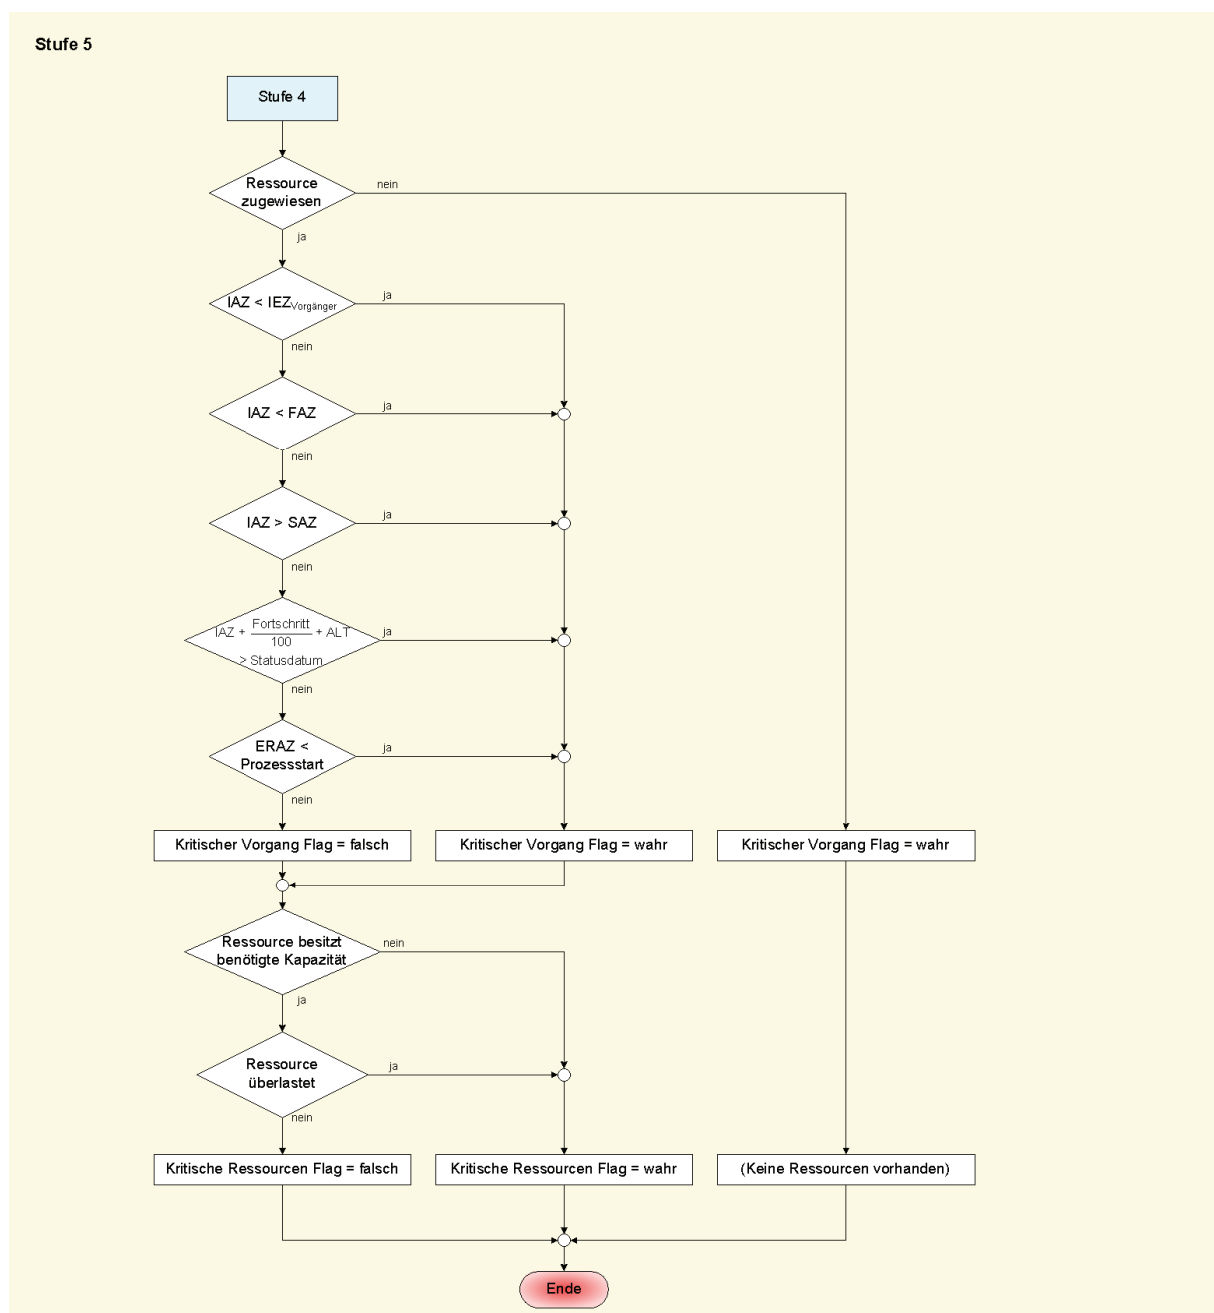 Stufe 5
Stufe 4
Ressource
zugewiesen
nein
ja
IAZ < IEZVorgänger
ja
nein
IAZ < FAZ
ja
nein
IAZ > SAZ
ja
nein
IAZ + Fortschritt/100 + ALT
> Statusdatum
ja
nein
ERAZ <
Prozessstart
ja
nein
Kritischer Vorgang Flag = falsch
Kritischer Vorgang Flag = wahr
Kritischer Vorgang Flag = wahr
Ressource besitzt
benötigte Kapazität
nein
ja
Ressource
überlastet
ja
nein
Kritische Ressourcen Flag = falsch
Kritische Ressourcen Flag = wahr
(Keine Ressourcen vorhanden)
Ende